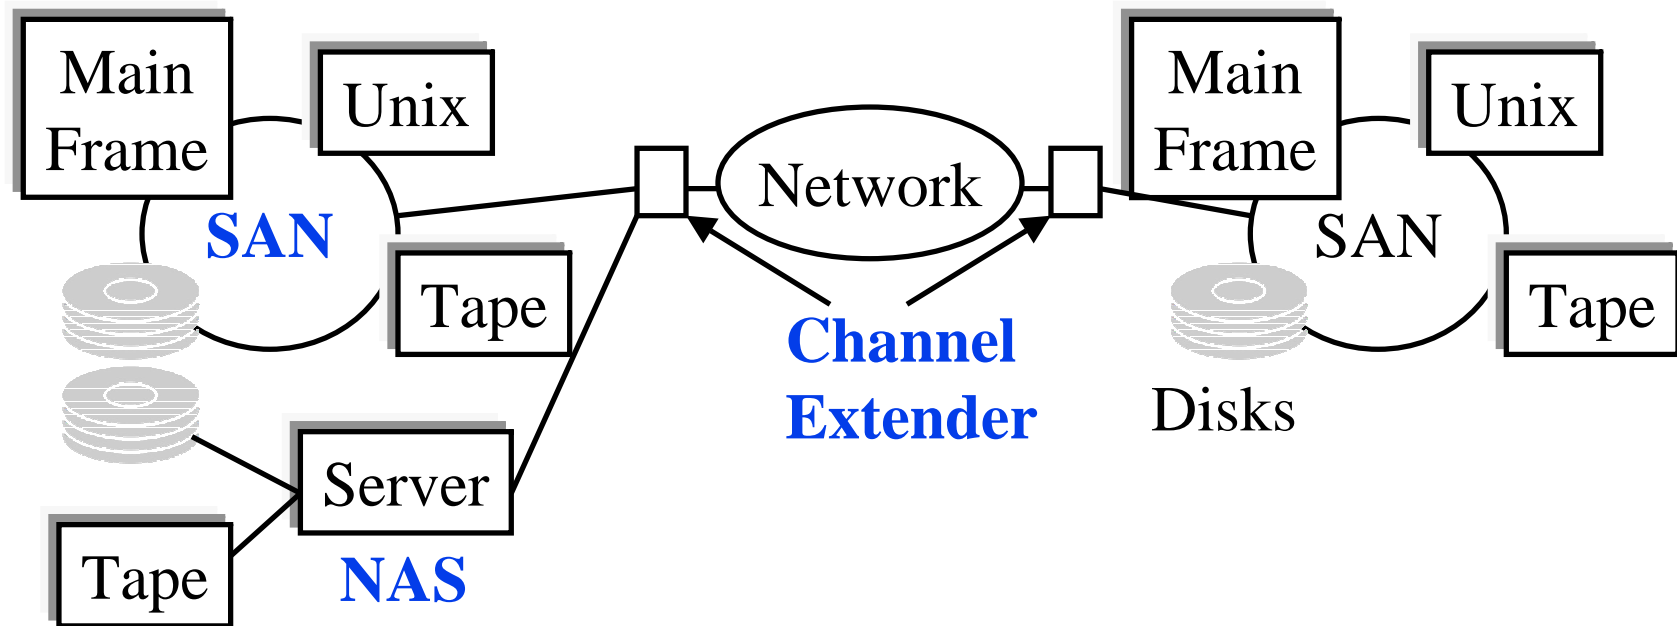 Main
Frame
Unix
SAN
Tape
Server
NAS
Tape
Network
Channel
Extender
Main
Frame
Unix
SAN
Tape
Disks